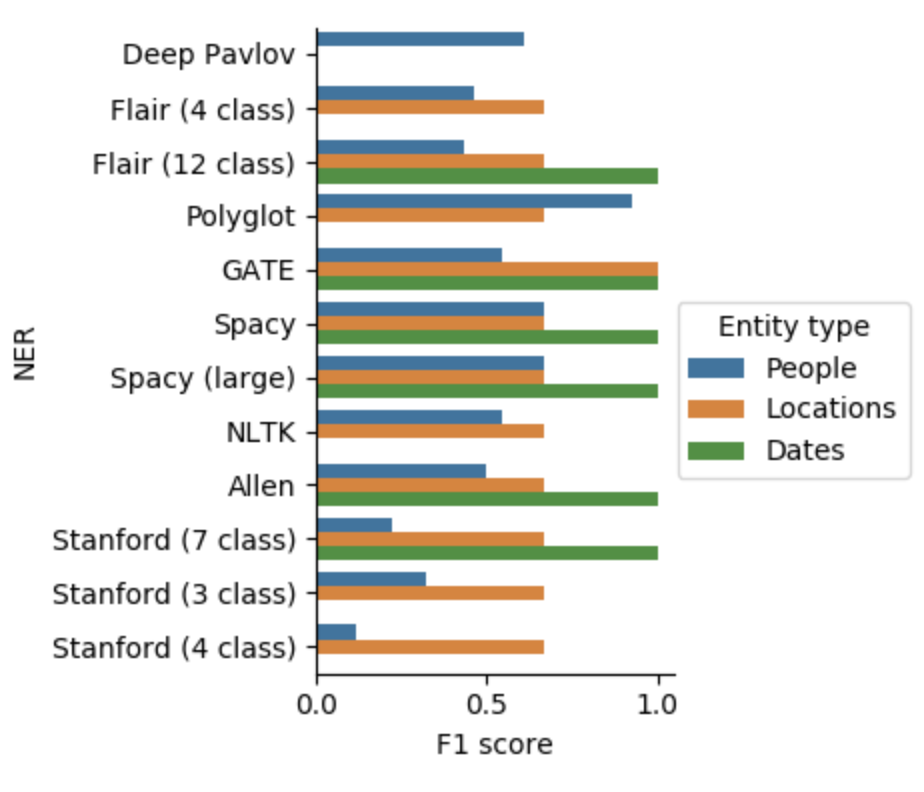 Deep Pavlov
Flair (4 class)
Flair (12 class)
Polyglot
GATE
Spacy
Spacy (large)
NLTK
Allen
Stanford (7 class)
Stanford (3 class)
Stanford (4 class)
NER
0.0 0.5 1.0
F1 score
Entity type
People
Locations
Dates